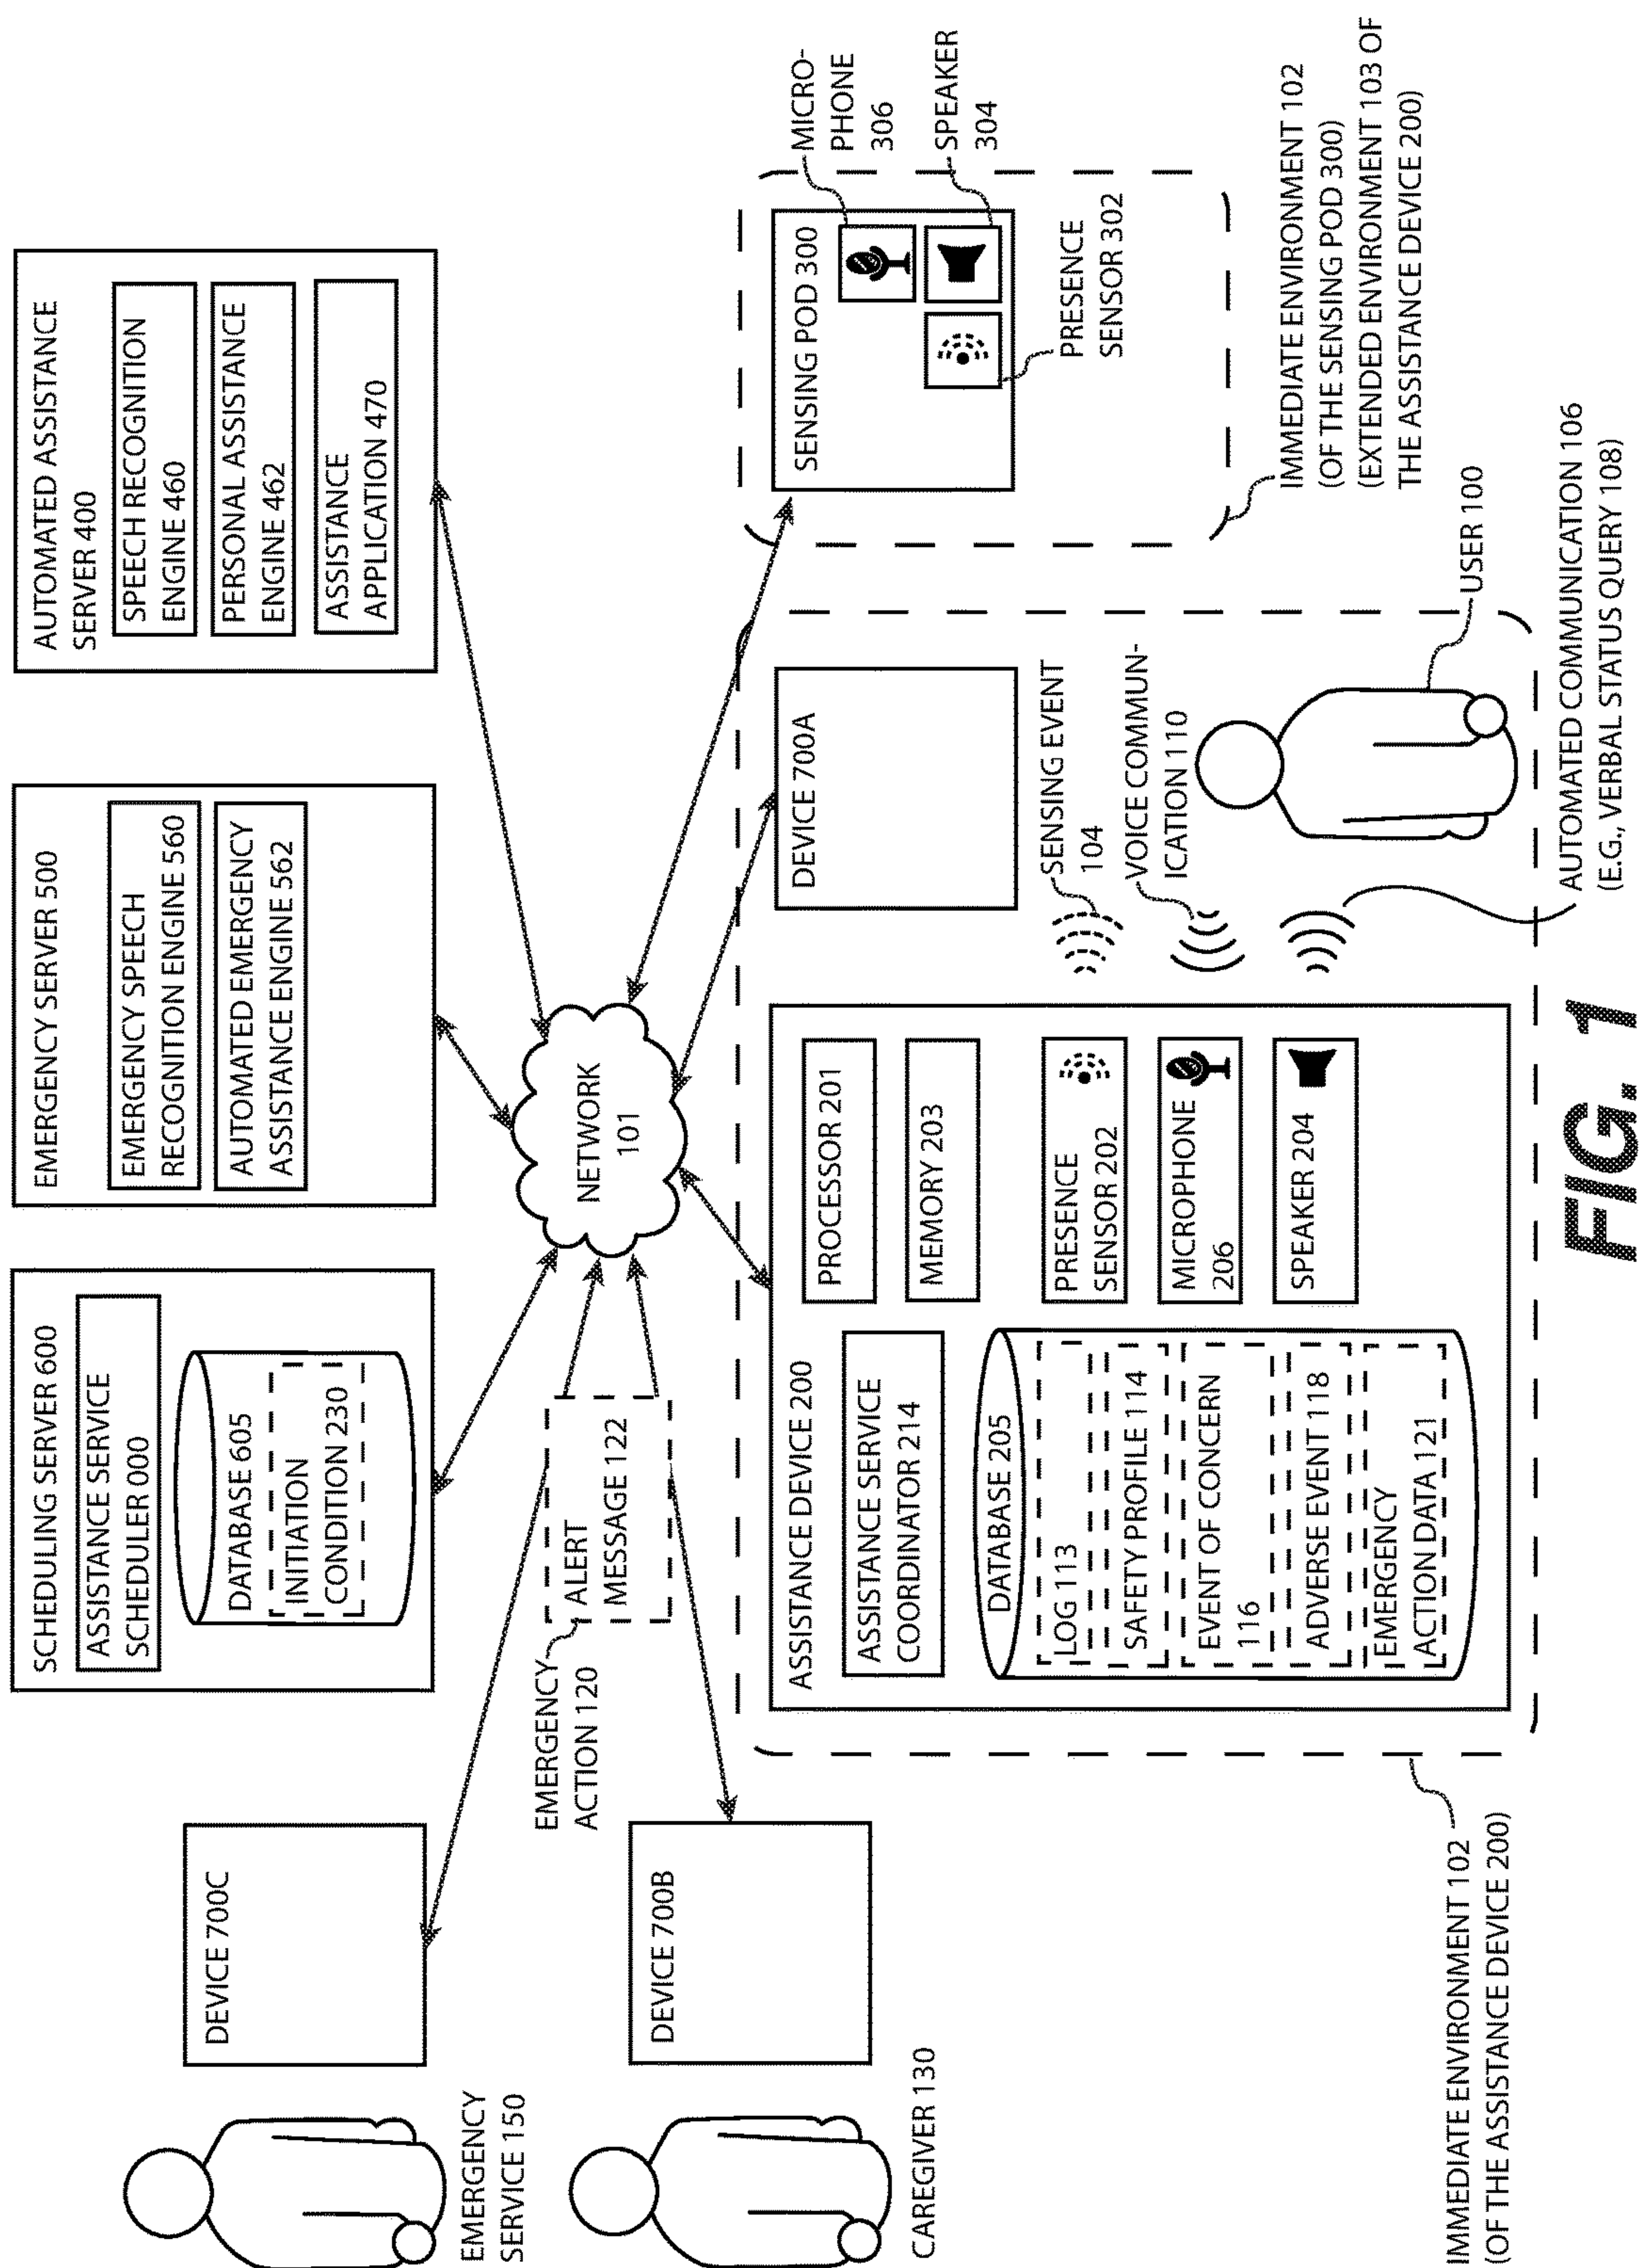 EMERGENCY
SERVICE 150
DEVICE 700C
SCHEDULING SERVER 600
ASSISTANCE SERVICE
SCHEDULER 000
DATABASE 605
INITIATION
CONDITION 230
EMERGENCY SERVER 500
EMERGENCY SPEECH
RECOGNITION ENGINE 560
AUTOMATED EMERGENCY
ASSISTANCE ENGINE 562
AUTOMATED ASSISTANCE
SERVER 400
SPEECH RECOGNITION
ENGINE 460
PERSONAL ASSISTANCE
ENGINE 462
ASSISTANCE
APPLICATION 470
CAREGIVER 130
DEVICE 700B
EMERGENCY
ACTION 120
ALERT
MESSAGE 122
NETWORK
101
ASSISTANCE DEVICE 200
ASSISTANCE SERVICE
COORDINATOR 214
DATABASE 205
LOG 113
SAFETY PROFILE 114
EVENT OF CONCERN
116
ADVERSE EVENT 118
EMERGENCY
ACTION DATA 121
PROCESSOR 201
MEMORY 203
PRESENCE
SENSOR 202
MICROPHONE
206
SPEAKER 204
DEVICE 700A
SENSING EVENT
104
VOICE COMMUN-
ICATION 110
USER 100
AUTOMATED COMMUNICATION 106
(E.G., VERBAL STATUS QUERY 108)
SENSING POD 300
MICRO-
PHONE
306
SPEAKER
304
PRESENCE
SENSOR 302
IMMEDIATE ENVIRONMENT 102
(OF THE SENSING POD 300)
(EXTENDED ENVIRONMENT 103 OF
THE ASSISTANCE DEVICE 200)
IMMEDIATE ENVIRONMENT 102
(OF THE ASSISTANCE DEVICE 200)
FIG. 1